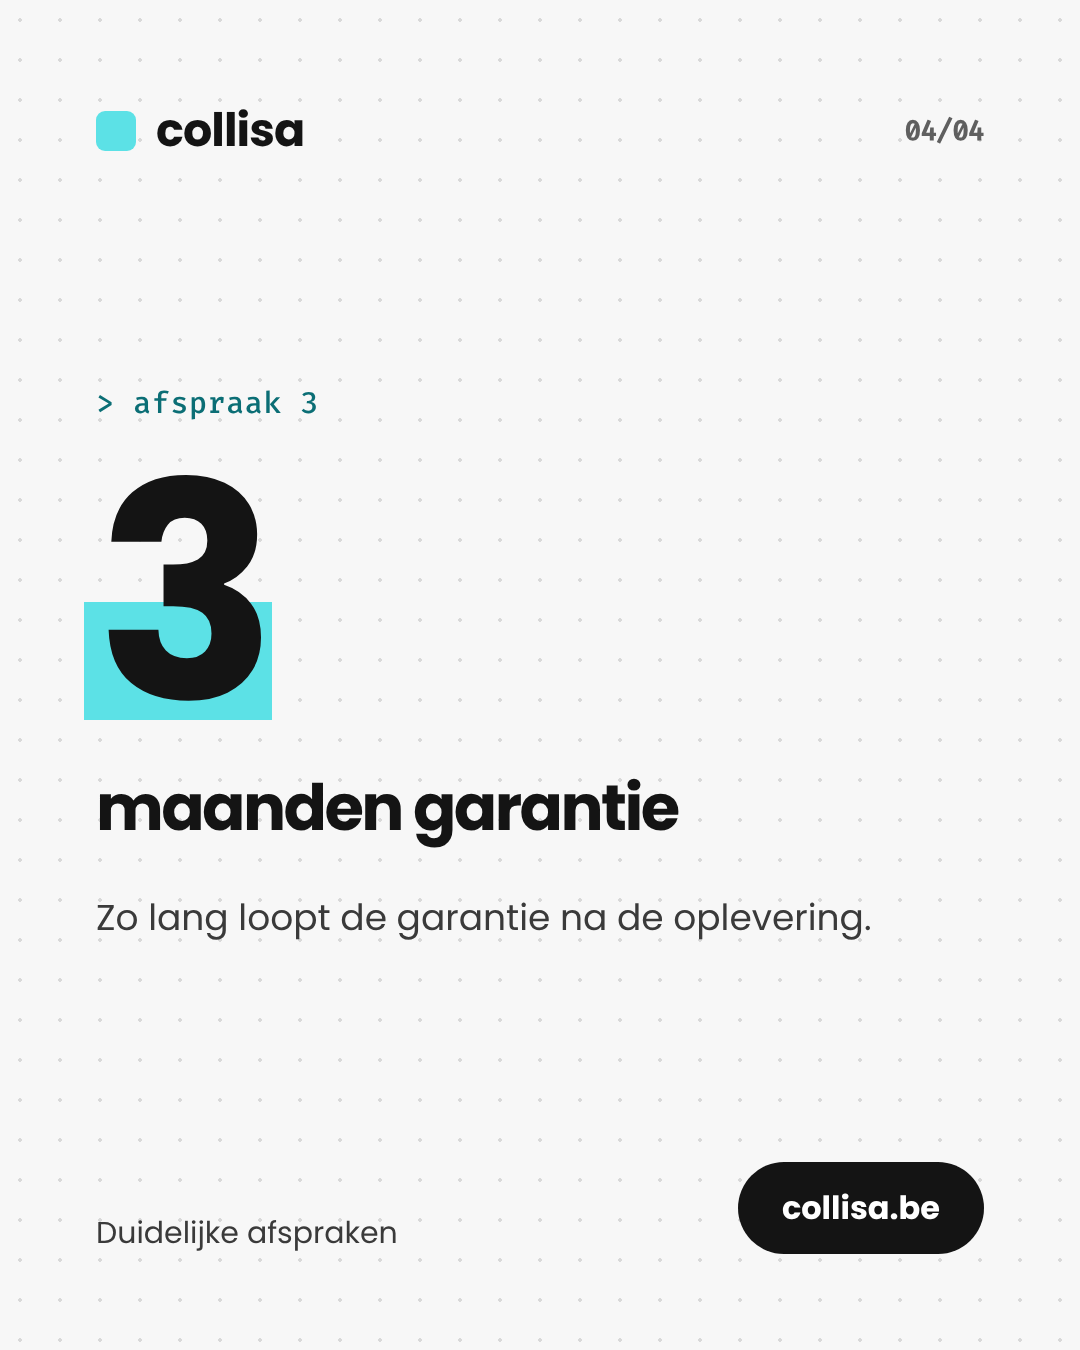 collisa
04/04
> afspraak 3
3
maanden garantie
Zo lang loopt de garantie na de oplevering.
Duidelijke afspraken
collisa.be